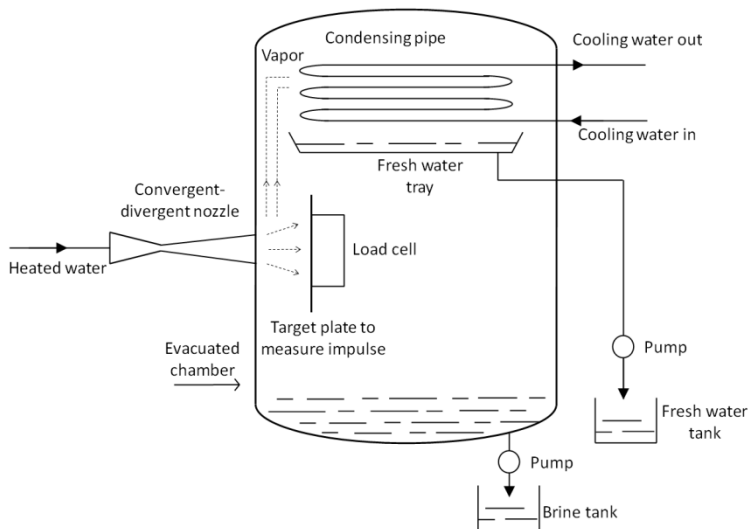 Condensing pipe
Cooling water out
Vapor
Cooling water in
Fresh water
tray
Convergent-
divergent nozzle
Heated water
Load cell
Target plate to
measure impulse
Evacuated
chamber
Pump
Fresh water
tank
Pump
Brine tank